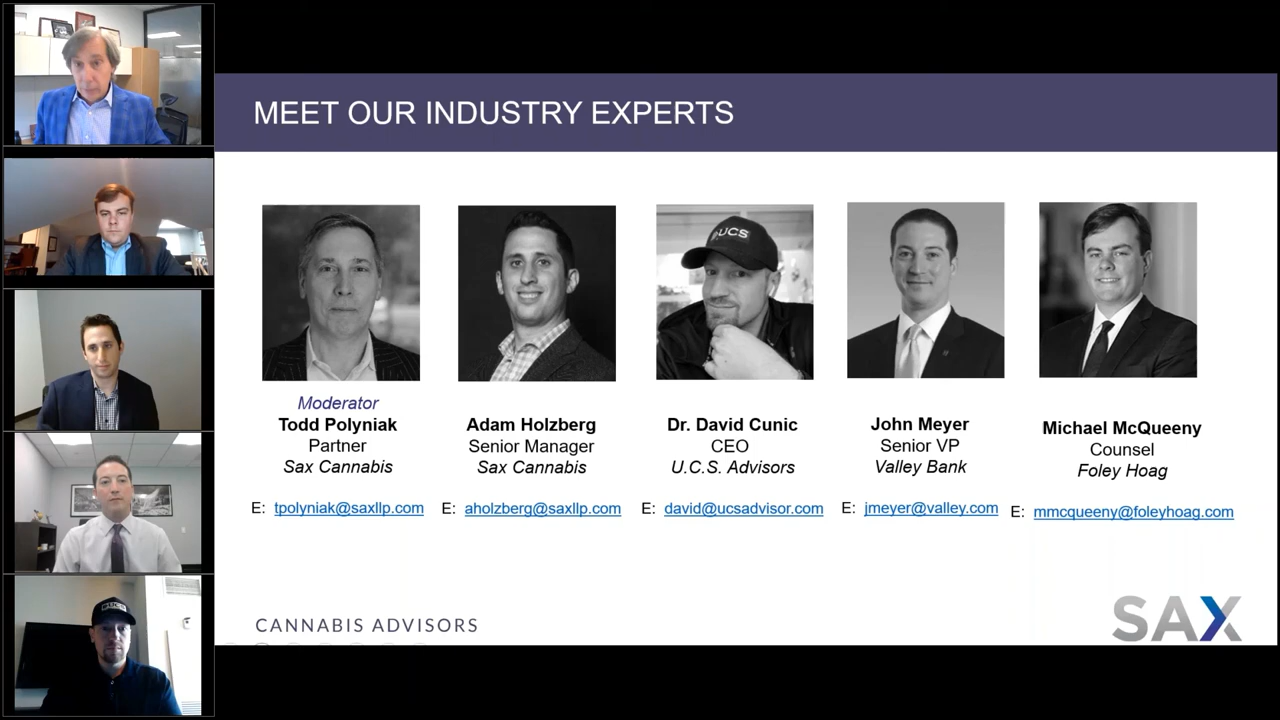 MEET OUR INDUSTRY EXPERTS
UCS
Moderator
Todd Polyniak
Partner
Sax Cannabis
E: tpolyniak@saxllp.com
Adam Holzberg
Senior Manager
Sax Cannabis
E: aholzberg@saxllp.com
Dr. David Cunic
CEO
U.C.S. Advisors
E: david@ucsadvisor.com
John Meyer
Senior VP
Valley Bank
E: jmeyer@valley.com
Michael McQueeny
Counsel
Foley Hoag
E: mmcqueeny@foleyhoag.com
CANNABIS ADVISORS
SAX
UCS